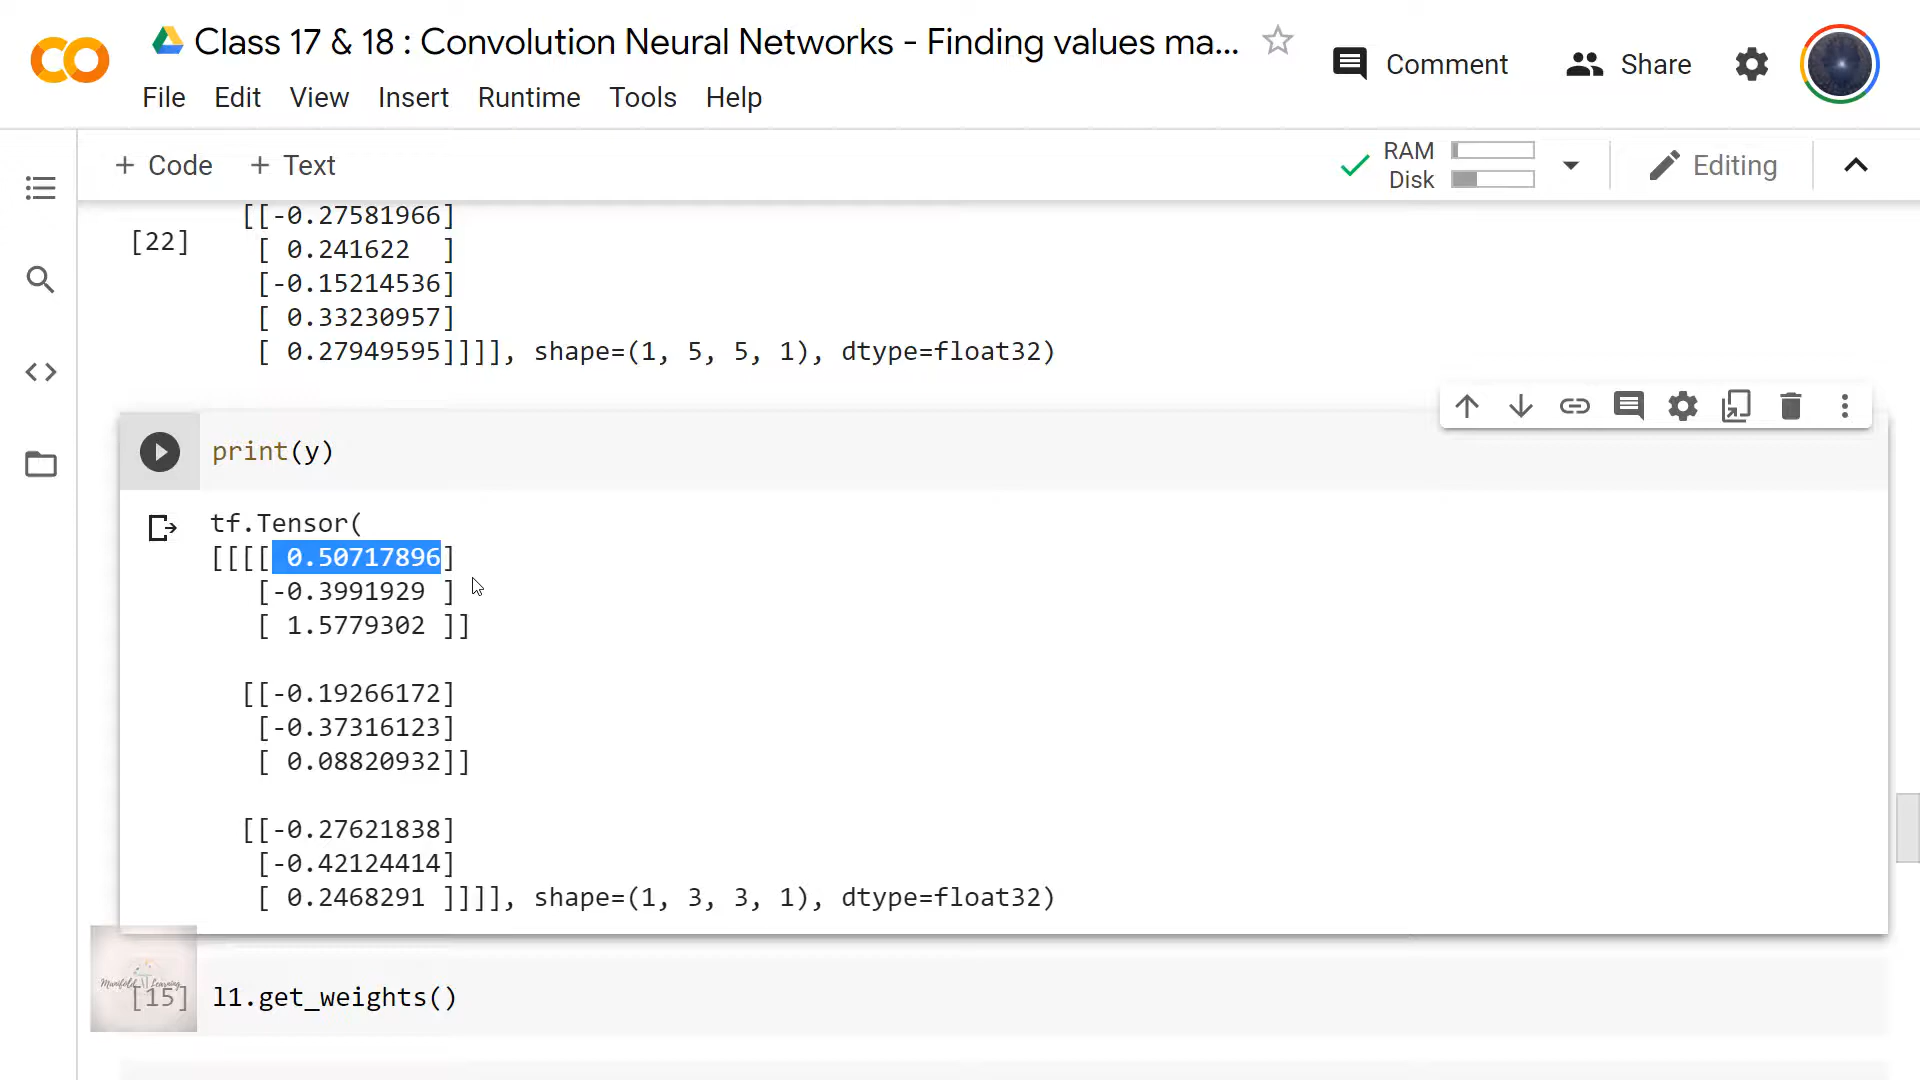 Class 17 & 18 : Convolution Neural Networks - Finding values ma...
Comment
Share
File Edit View Insert Runtime Tools Help
+ Code + Text
RAM
Disk
Editing
[[-0.27581966]
[22]
[ 0.241622  ]
[-0.15214536]
[ 0.33230957]
[ 0.27949595]]]], shape=(1, 5, 5, 1), dtype=float32)
print(y)
tf.Tensor(
[[[[ 0.50717896]
[-0.3991929 ]
[ 1.5779302 ]]
[[-0.19266172]
[-0.37316123]
[ 0.08820932]]
[[-0.27621838]
[-0.42124414]
[ 0.2468291 ]]]], shape=(1, 3, 3, 1), dtype=float32)
Manifold Learning
[15] l1.get_weights()